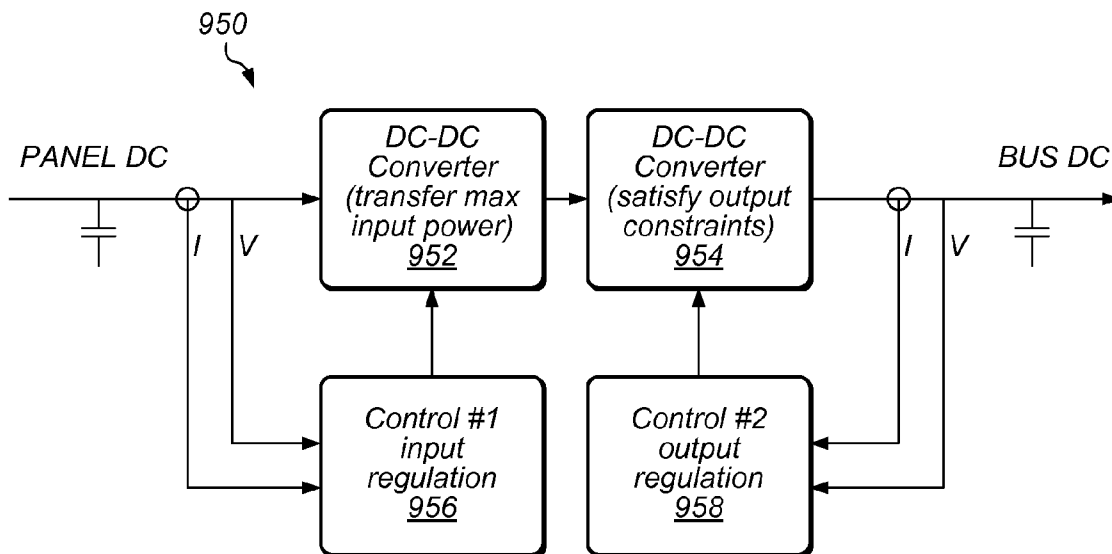 950
PANEL DC
I
V
DC-DC
Converter
(transfer max
input power)
952
DC-DC
Converter
(satisfy output
constraints)
954
BUS DC
I
V
Control #1
input
regulation
956
Control #2
output
regulation
958